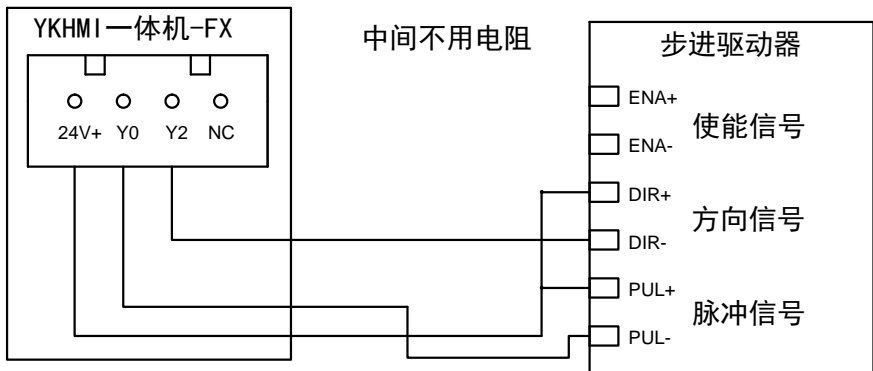 YKHMI一体机-FX
24V+ Y0 Y2 NC
中间不用电阻
步进驱动器
ENA+
使能信号
ENA-
DIR+
方向信号
DIR-
PUL+
脉冲信号
PUL-